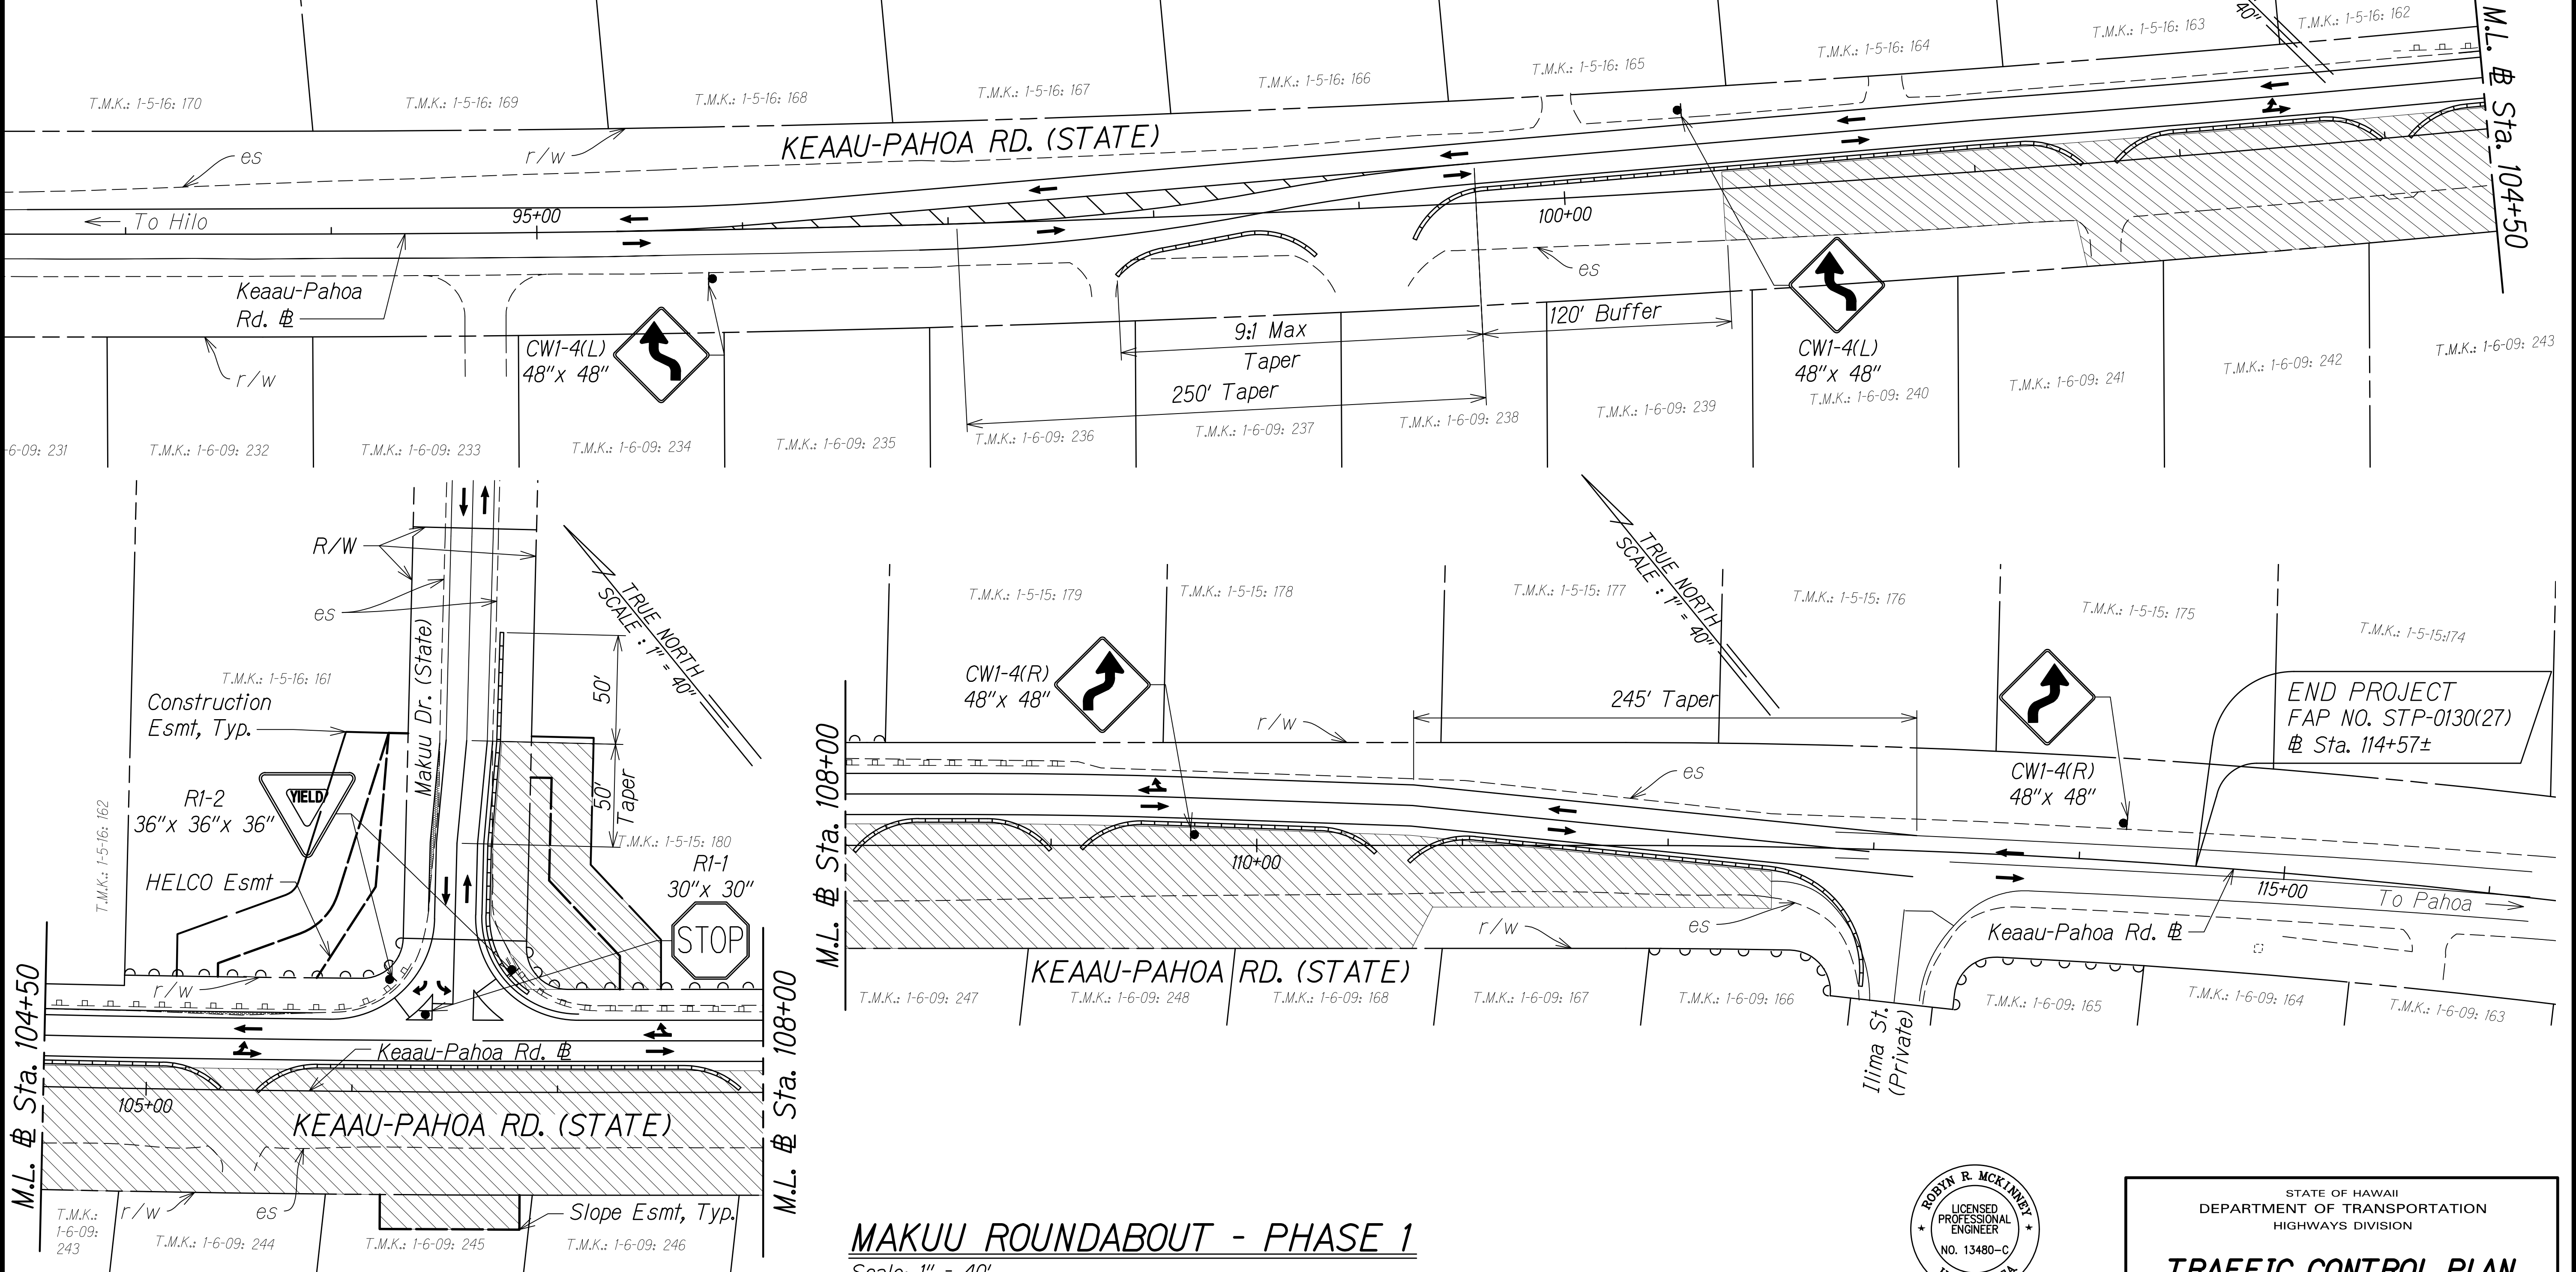 T.M.K.: 1-5-16: 170
T.M.K.: 1-5-16: 169
T.M.K.: 1-5-16: 168
T.M.K.: 1-5-16: 167
T.M.K.: 1-5-16: 166
T.M.K.: 1-5-16: 165
T.M.K.: 1-5-16: 164
T.M.K.: 1-5-16: 163
T.M.K.: 1-5-16: 162
40"
M.L. ℄ Sta. 104+50
es
r/w
KEAAU-PAHOA RD. (STATE)
To Hilo
95+00
100+00
Keaau-Pahoa
Rd. ℄
r/w
CW1-4(L)
48"x 48"
es
9:1 Max
Taper
250' Taper
120' Buffer
CW1-4(L)
48"x 48"
-6-09: 231
T.M.K.: 1-6-09: 232
T.M.K.: 1-6-09: 233
T.M.K.: 1-6-09: 234
T.M.K.: 1-6-09: 235
T.M.K.: 1-6-09: 236
T.M.K.: 1-6-09: 237
T.M.K.: 1-6-09: 238
T.M.K.: 1-6-09: 239
T.M.K.: 1-6-09: 240
T.M.K.: 1-6-09: 241
T.M.K.: 1-6-09: 242
T.M.K.: 1-6-09: 243
R/W
es
Makuu Dr. (State)
TRUE NORTH
SCALE : 1" = 40"
T.M.K.: 1-5-16: 161
Construction
Esmt, Typ.
50'
50'
Taper
R1-2
36"x 36"x 36"
YIELD
T.M.K.: 1-5-16: 162
HELCO Esmt
T.M.K.: 1-5-15: 180
R1-1
30"x 30"
STOP
r/w
M.L. ℄ Sta. 104+50
M.L. ℄ Sta. 108+00
Keaau-Pahoa Rd. ℄
105+00
KEAAU-PAHOA RD. (STATE)
r/w
es
Slope Esmt, Typ.
T.M.K.:
1-6-09:
243
T.M.K.: 1-6-09: 244
T.M.K.: 1-6-09: 245
T.M.K.: 1-6-09: 246
TRUE NORTH
SCALE : 1" = 40"
T.M.K.: 1-5-15: 179
T.M.K.: 1-5-15: 178
T.M.K.: 1-5-15: 177
T.M.K.: 1-5-15: 176
T.M.K.: 1-5-15: 175
T.M.K.: 1-5-15:174
CW1-4(R)
48"x 48"
r/w
245' Taper
es
CW1-4(R)
48"x 48"
END PROJECT
FAP NO. STP-0130(27)
℄ Sta. 114+57±
M.L. ℄ Sta. 108+00
110+00
115+00
To Pahoa
Keaau-Pahoa Rd. ℄
r/w
es
KEAAU-PAHOA RD. (STATE)
T.M.K.: 1-6-09: 247
T.M.K.: 1-6-09: 248
T.M.K.: 1-6-09: 168
T.M.K.: 1-6-09: 167
T.M.K.: 1-6-09: 166
T.M.K.: 1-6-09: 165
T.M.K.: 1-6-09: 164
T.M.K.: 1-6-09: 163
Ilima St.
(Private)
MAKUU ROUNDABOUT - PHASE 1
Scale: 1" = 40'
ROBYN R. MCKINNEY
LICENSED
PROFESSIONAL
ENGINEER
NO. 13480-C
STATE OF HAWAII
DEPARTMENT OF TRANSPORTATION
HIGHWAYS DIVISION
TRAFFIC CONTROL PLAN